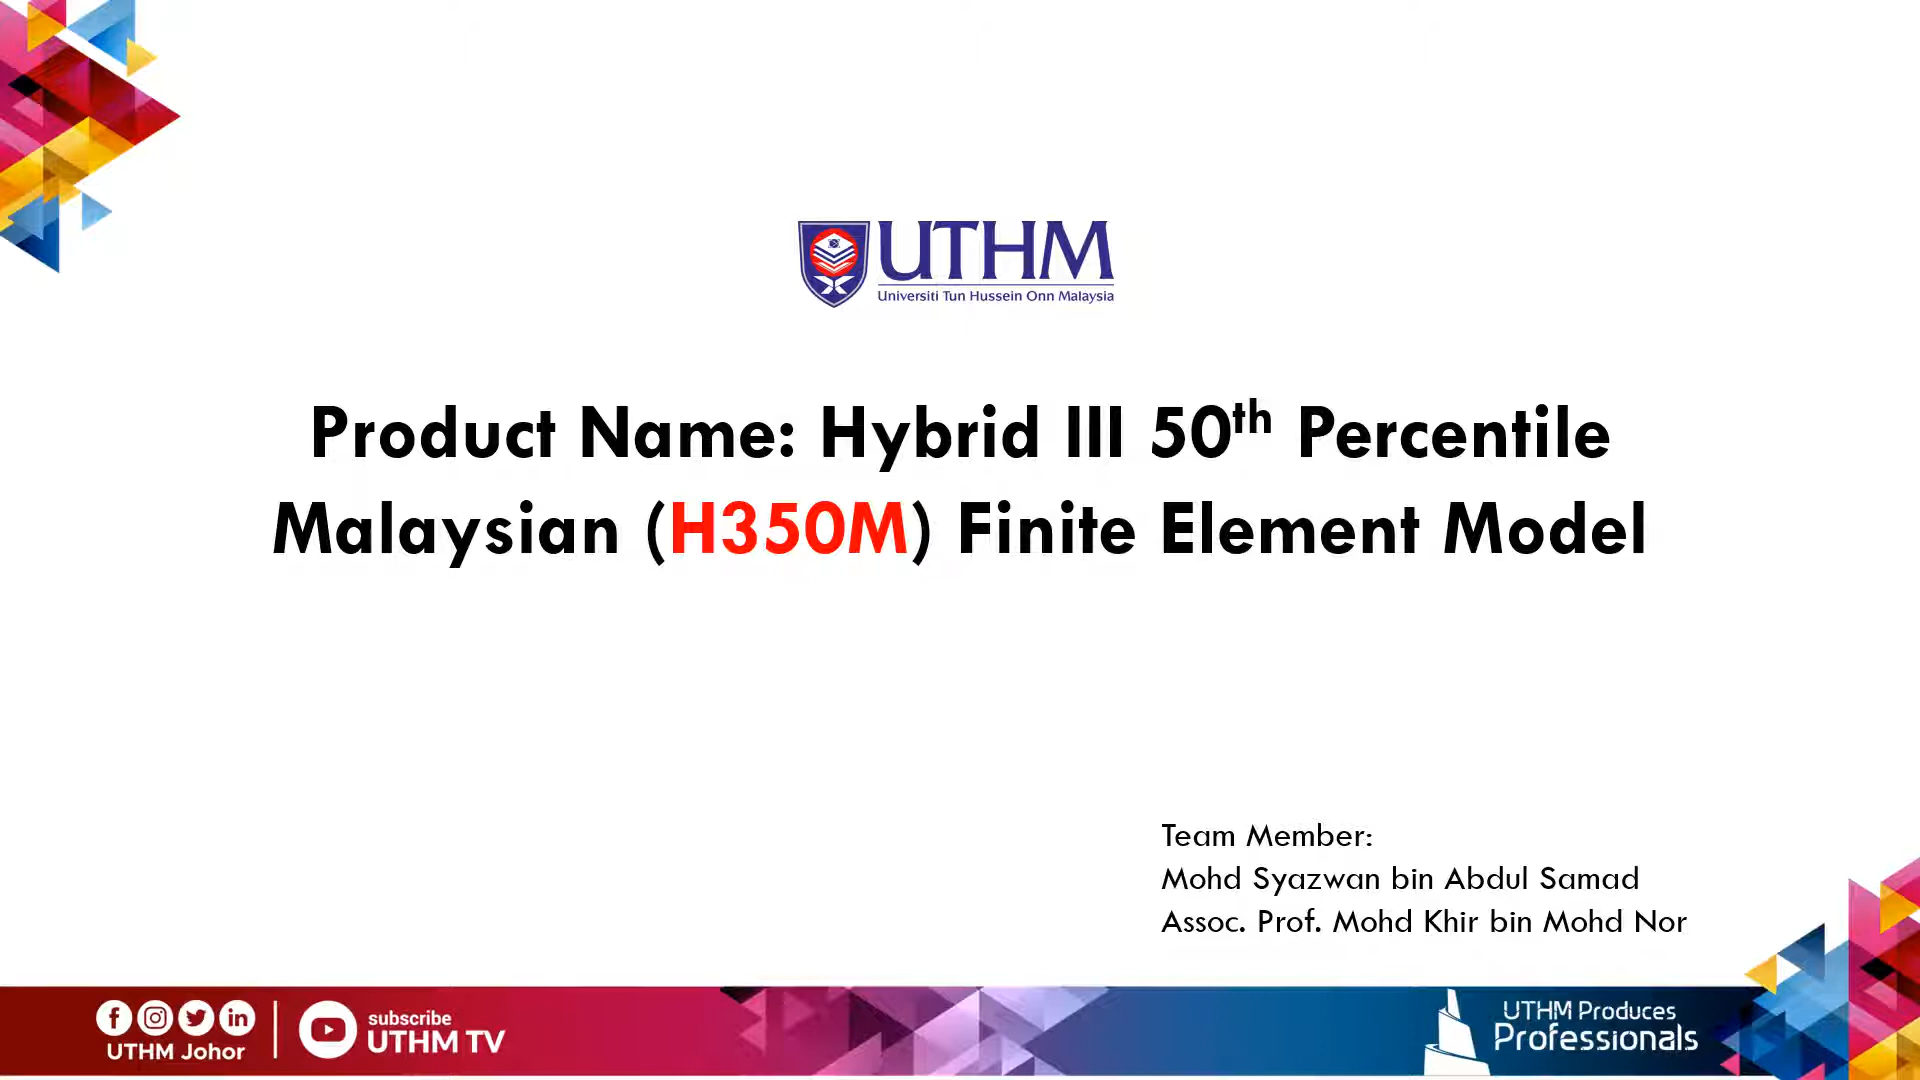 UTHM
Universiti Tun Hussein Onn Malaysia
Product Name: Hybrid III 50th Percentile
Malaysian (H350M) Finite Element Model
Team Member:
Mohd Syazwan bin Abdul Samad
Assoc. Prof. Mohd Khir bin Mohd Nor
UTHM Johor
subscribe
UTHM TV
UTHM Produces
Professionals